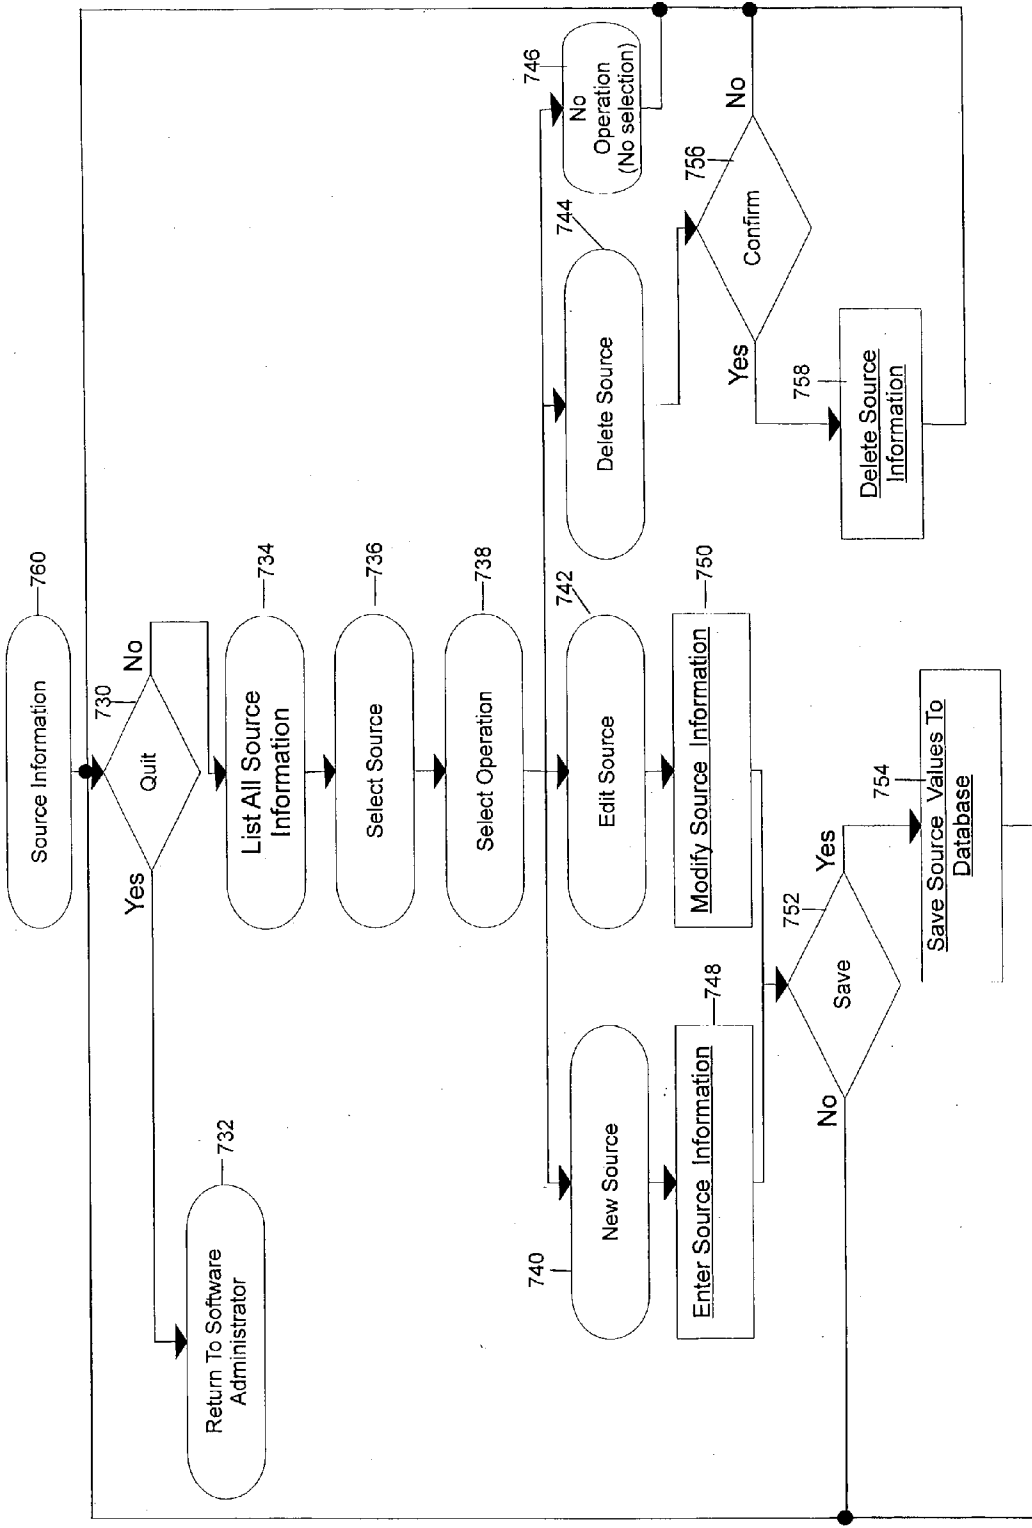 Source Information
760
730
Quit
No
Yes
Return To Software
Administrator
732
List All Source
Information
734
Select Source
736
Select Operation
738
740
New Source
Edit Source
742
Delete Source
744
No
Operation
(No selection)
746
Enter Source Information
748
Modify Source Information
750
Save
752
No
Yes
Save Source Values To
Database
754
Confirm
756
Yes
No
Delete Source
Information
758